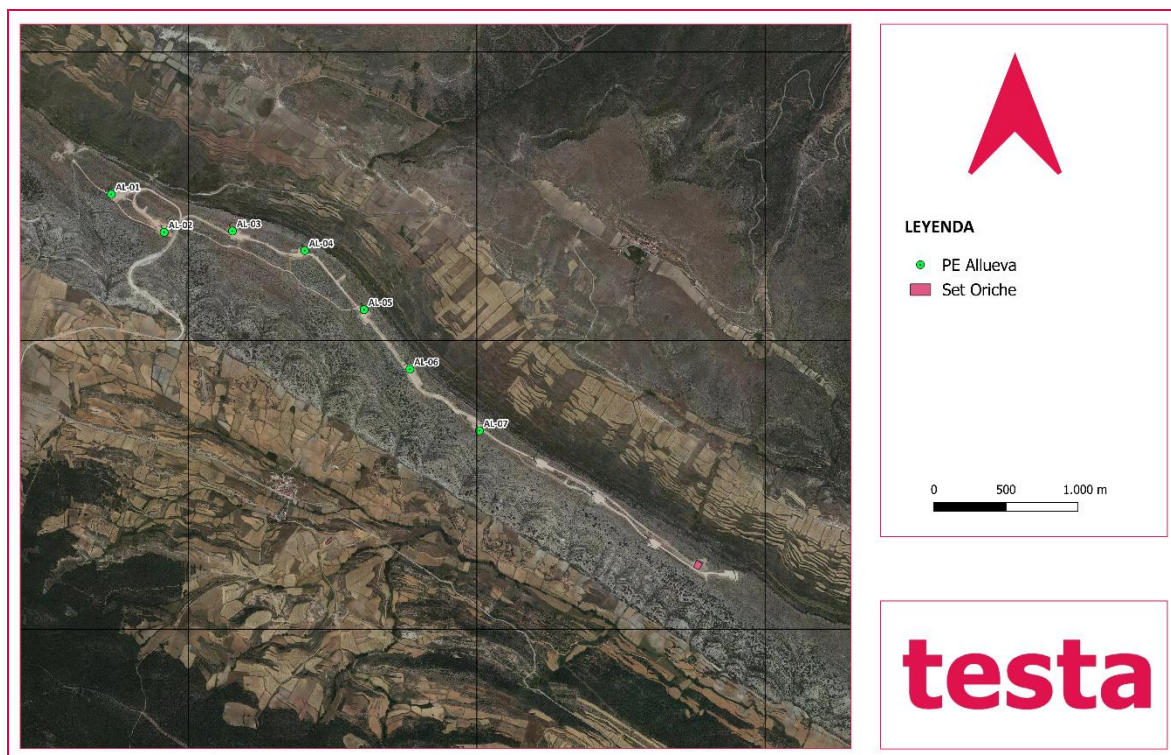 AL-01
AL-02
AL-03
AL-04
AL-05
AL-06
AL-07
LEYENDA
PE Allueva
Set Oriche
0 500 1.000 m
testa